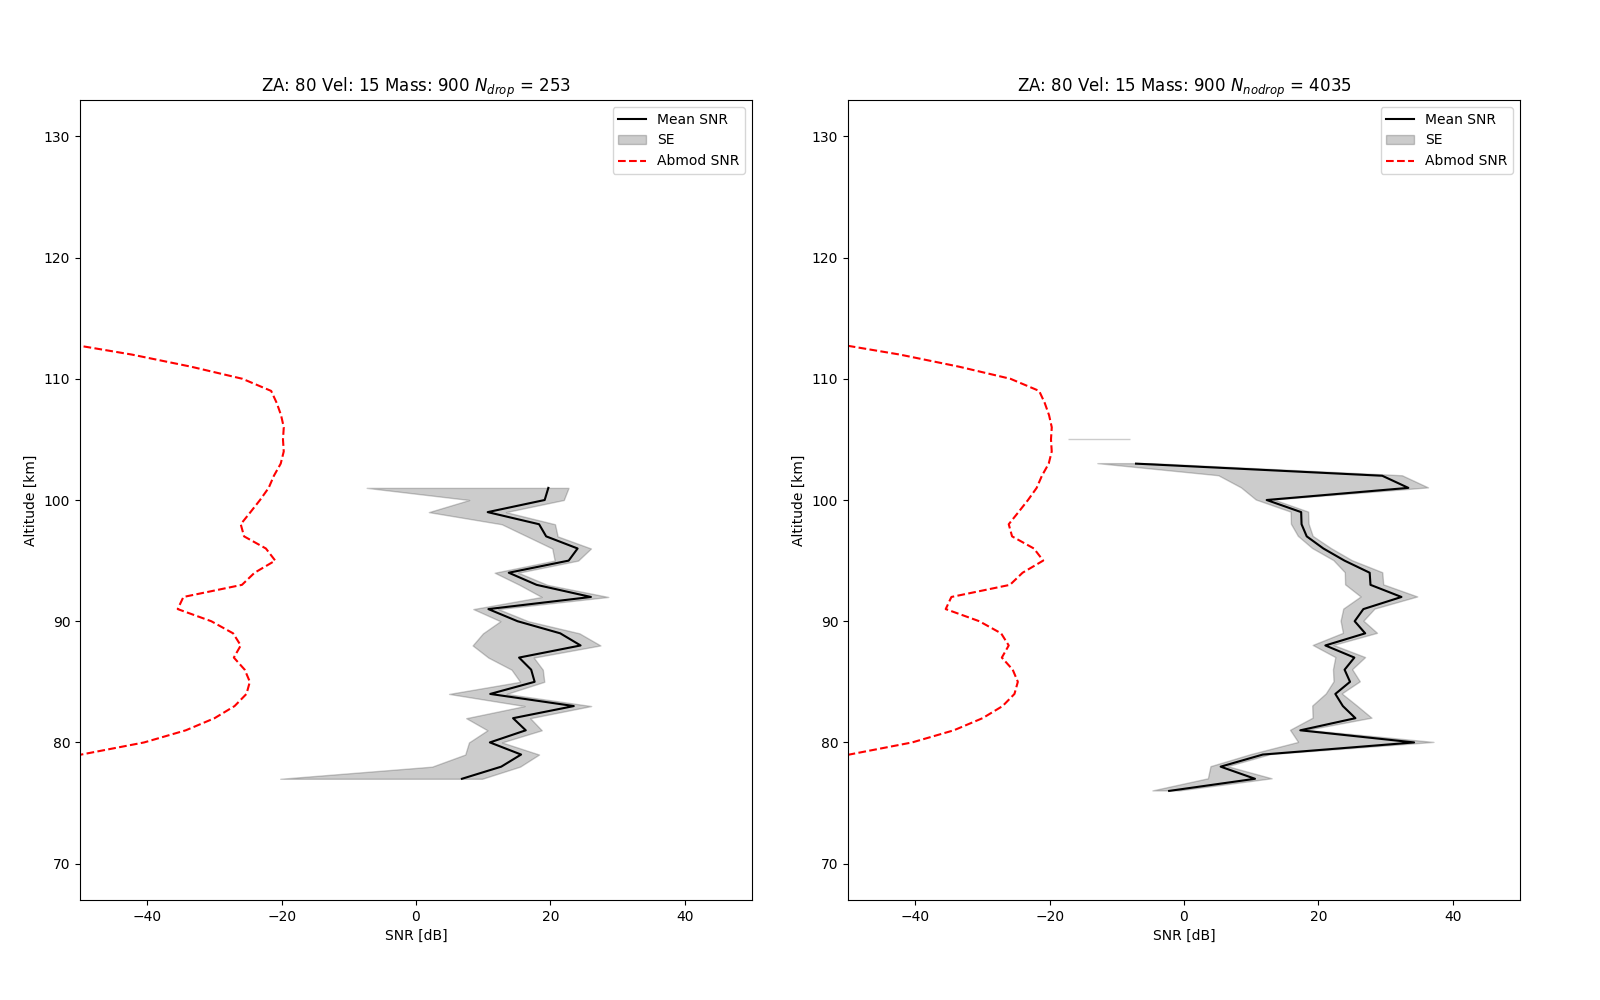 ZA: 80 Vel: 15 Mass: 900 N_drop = 253
Mean SNR
SE
Abmod SNR
130
120
110
100
90
80
70
Altitude [km]
−40 −20 0 20 40
SNR [dB]
ZA: 80 Vel: 15 Mass: 900 N_nodrop = 4035
Mean SNR
SE
Abmod SNR
130
120
110
100
90
80
70
Altitude [km]
−40 −20 0 20 40
SNR [dB]